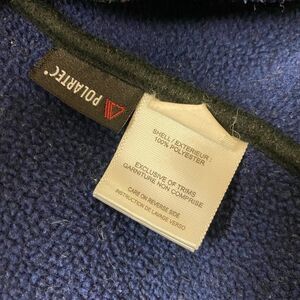 POLARTEC
SHELL / EXTERIEUR :
100% POLYESTER
EXCLUSIVE OF TRIMS
GARNITURE NON COMPRISE
CARE ON REVERSE SIDE
INSTRUCTION DE LAVAGE VERSO